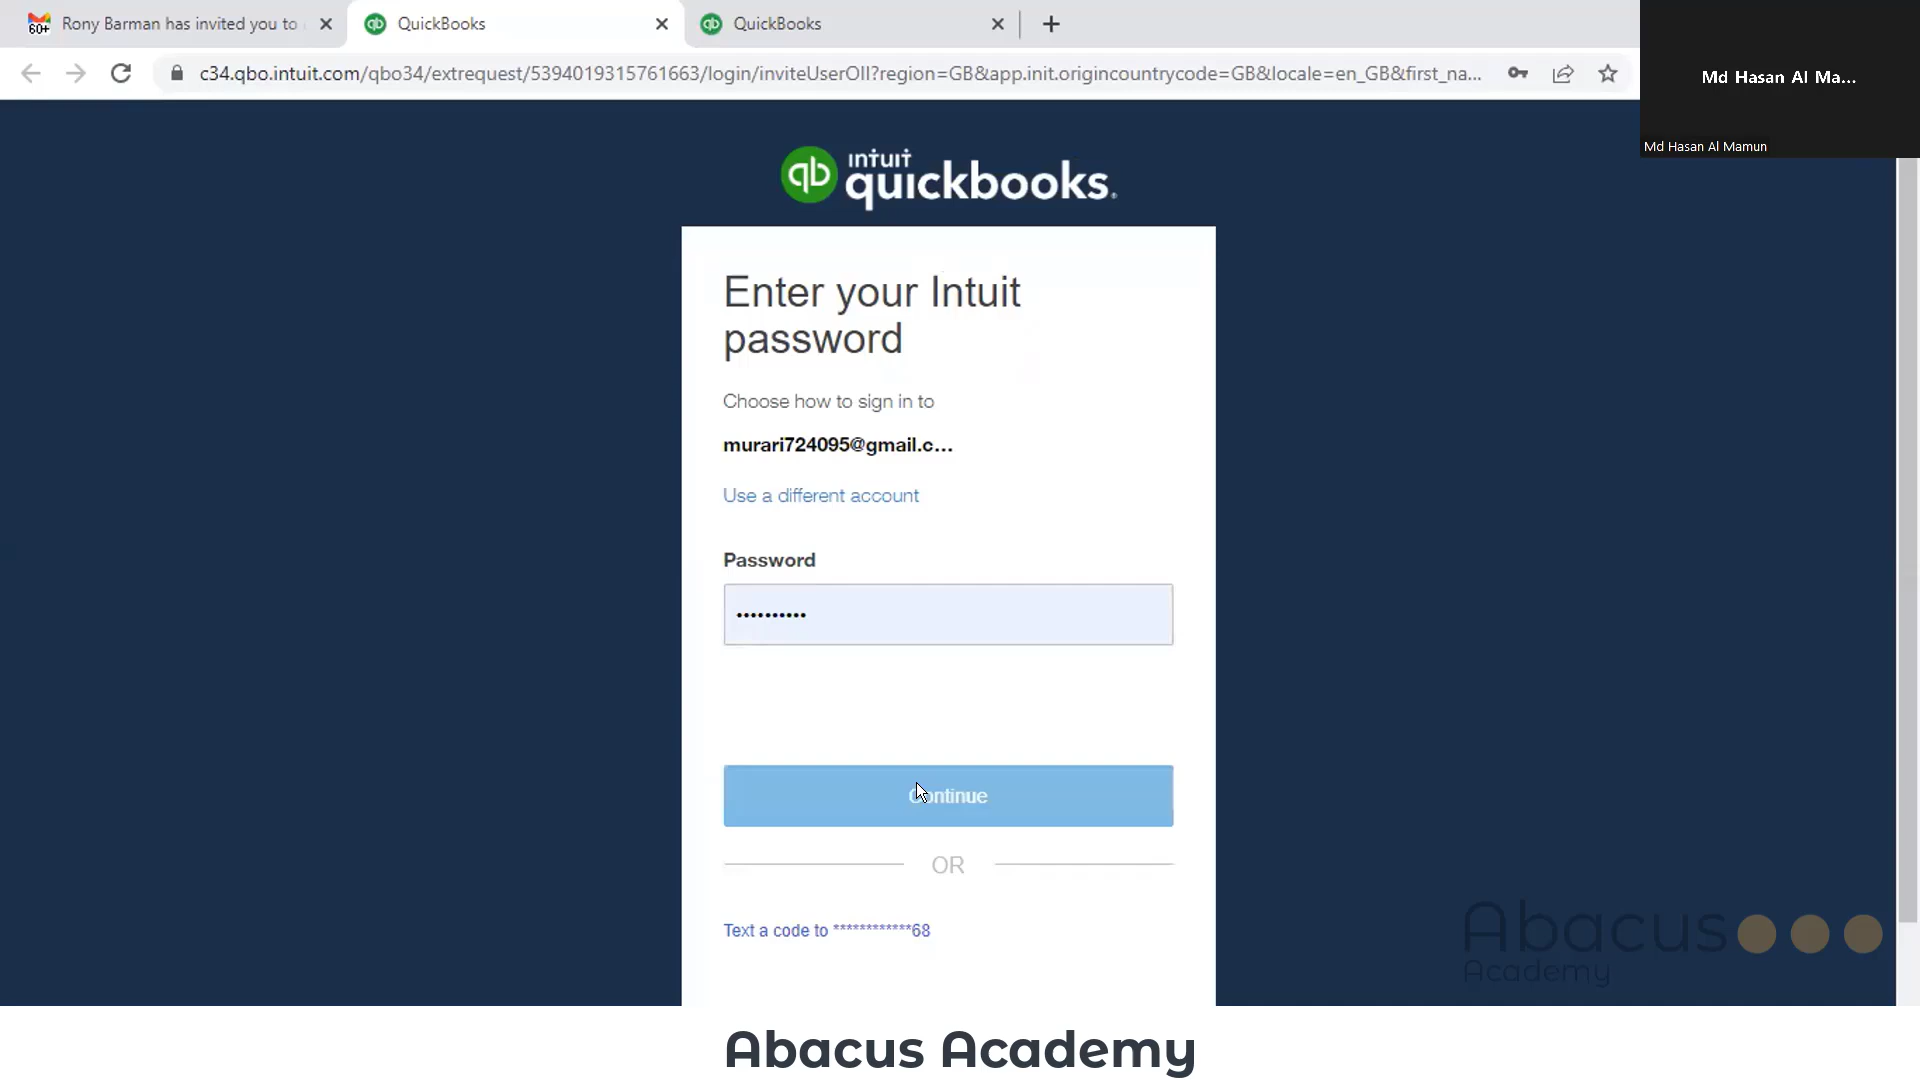 Rony Barman has invited you to
QuickBooks
QuickBooks
c34.qbo.intuit.com/qbo34/extrequest/5394019315761663/login/inviteUserOII?region=GB&app.init.origincountrycode=GB&locale=en_GB&first_na...
60+
Md Hasan Al Ma...
Md Hasan Al Mamun
qb intuit
quickbooks.
Enter your Intuit
password
Choose how to sign in to
murari724095@gmail.c...
Use a different account
Password
••••••••••
Continue
OR
Text a code to ************68
Abacus
Academy
Abacus Academy